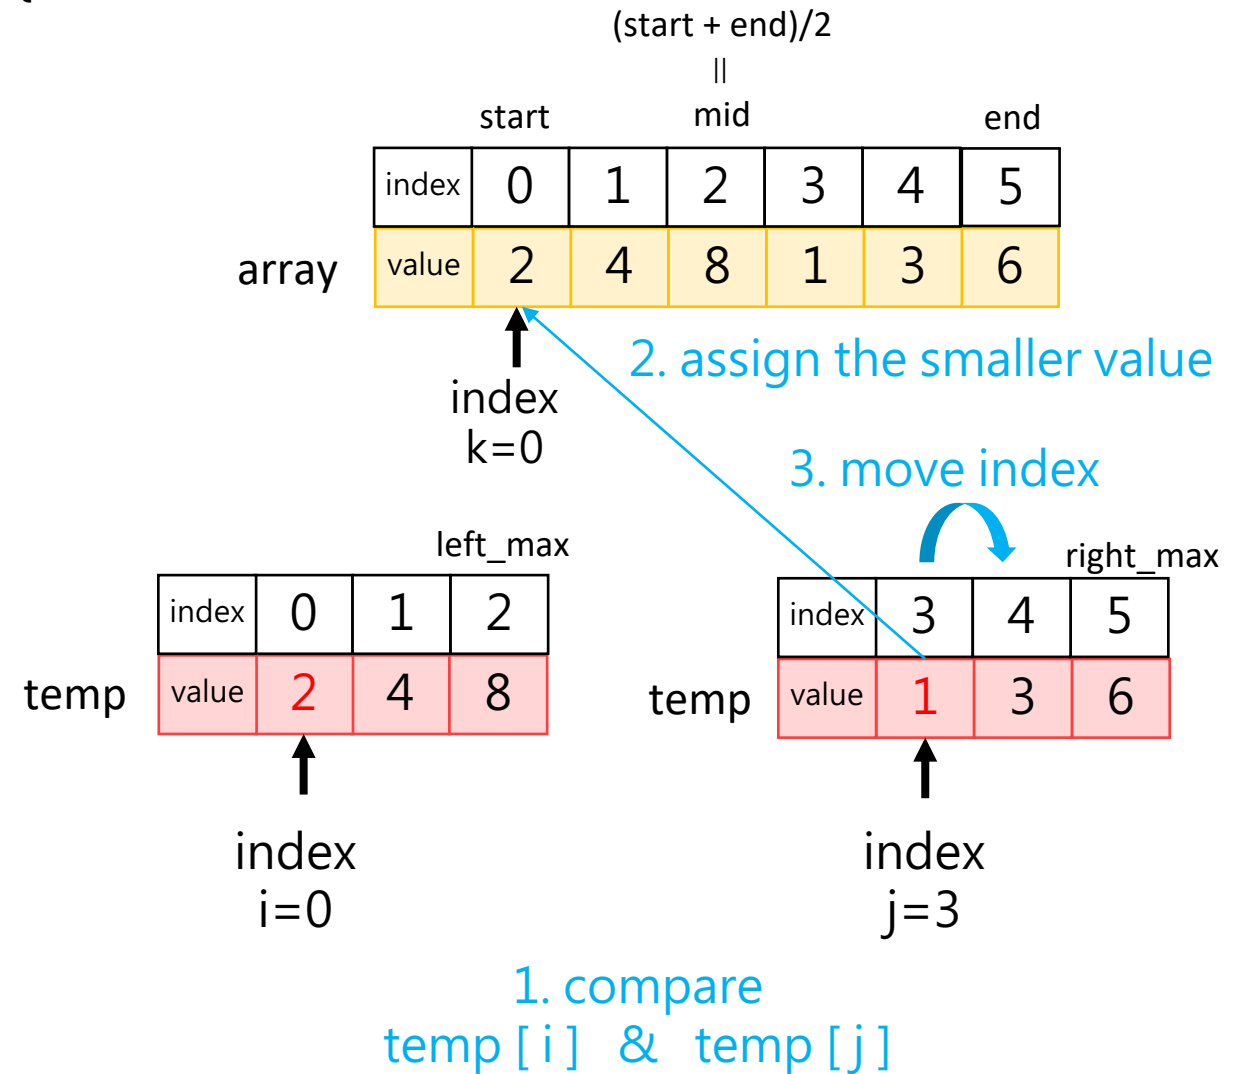 (start + end)/2
=
start mid end
index 0 1 2 3 4 5
array value 2 4 8 1 3 6
2. assign the smaller value
index
k=0
3. move index
left_max right_max
index 0 1 2 index 3 4 5
temp value 2 4 8 temp value 1 3 6
index index
i=0 j=3
1. compare
temp [ i ] & temp [ j ]